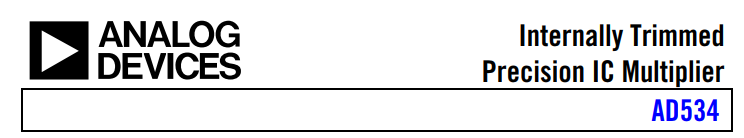 ANALOG
DEVICES
Internally Trimmed
Precision IC Multiplier
AD534